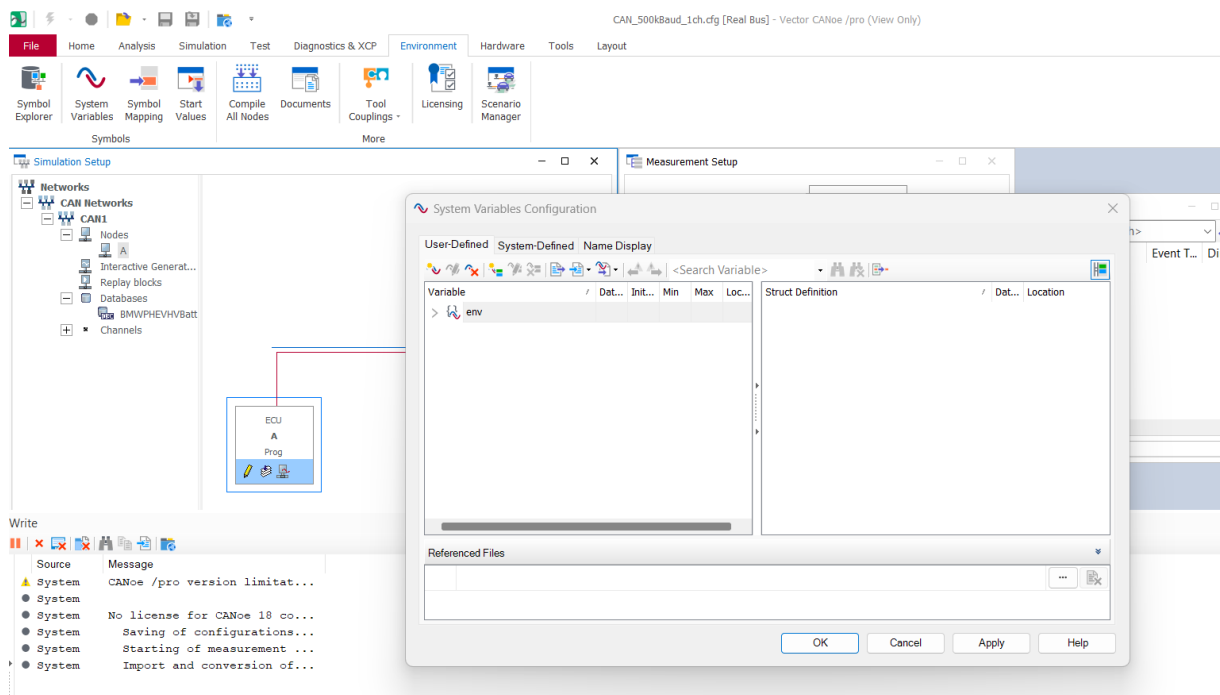 CAN_500kBaud_1ch.cfg [Real Bus] - Vector CANoe /pro (View Only)
File Home Analysis Simulation Test Diagnostics & XCP Environment Hardware Tools Layout
Symbol Explorer
System Variables
Symbol Mapping
Start Values
Compile All Nodes
Documents
Tool Couplings
Licensing
Scenario Manager
Symbols
More
Simulation Setup
Networks
CAN Networks
CAN1
Nodes
A
Interactive Generat...
Replay blocks
Databases
BMWPHEVHVBatt
Channels
ECU
A
Prog
Measurement Setup
h>
Event T... Di
System Variables Configuration
User-Defined System-Defined Name Display
<Search Variable>
Variable / Dat... Init... Min Max Loc...
env
Struct Definition / Dat... Location
Referenced Files
...
OK Cancel Apply Help
Write
Source Message
System CANoe /pro version limitat...
System
System No license for CANoe 18 co...
System Saving of configurations...
System Starting of measurement ...
System Import and conversion of...